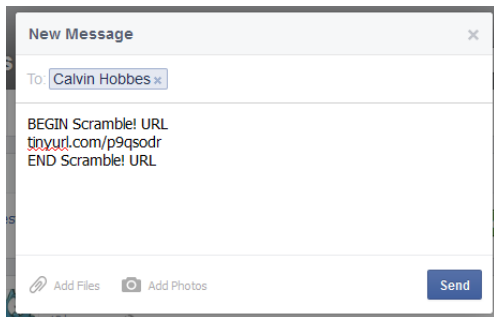 New Message
To: Calvin Hobbes
BEGIN Scramble! URL
tinyurl.com/p9qsodr
END Scramble! URL
Add Files Add Photos Send